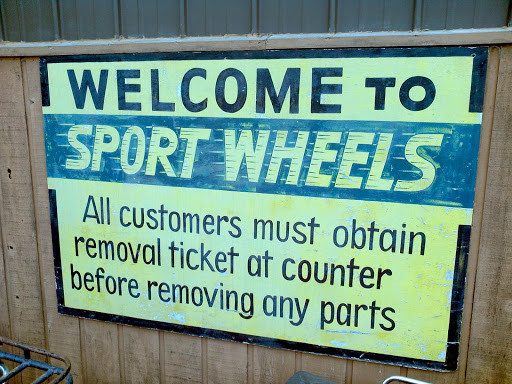 WELCOME TO
SPORT WHEELS
All customers must obtain
removal ticket at counter
before removing any parts